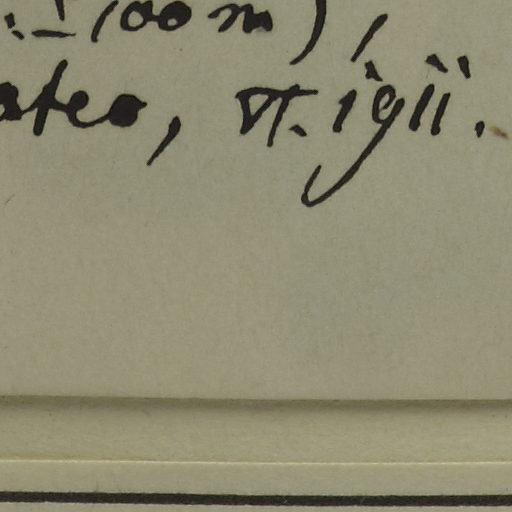 100 m),
ateo, VI. 1911.